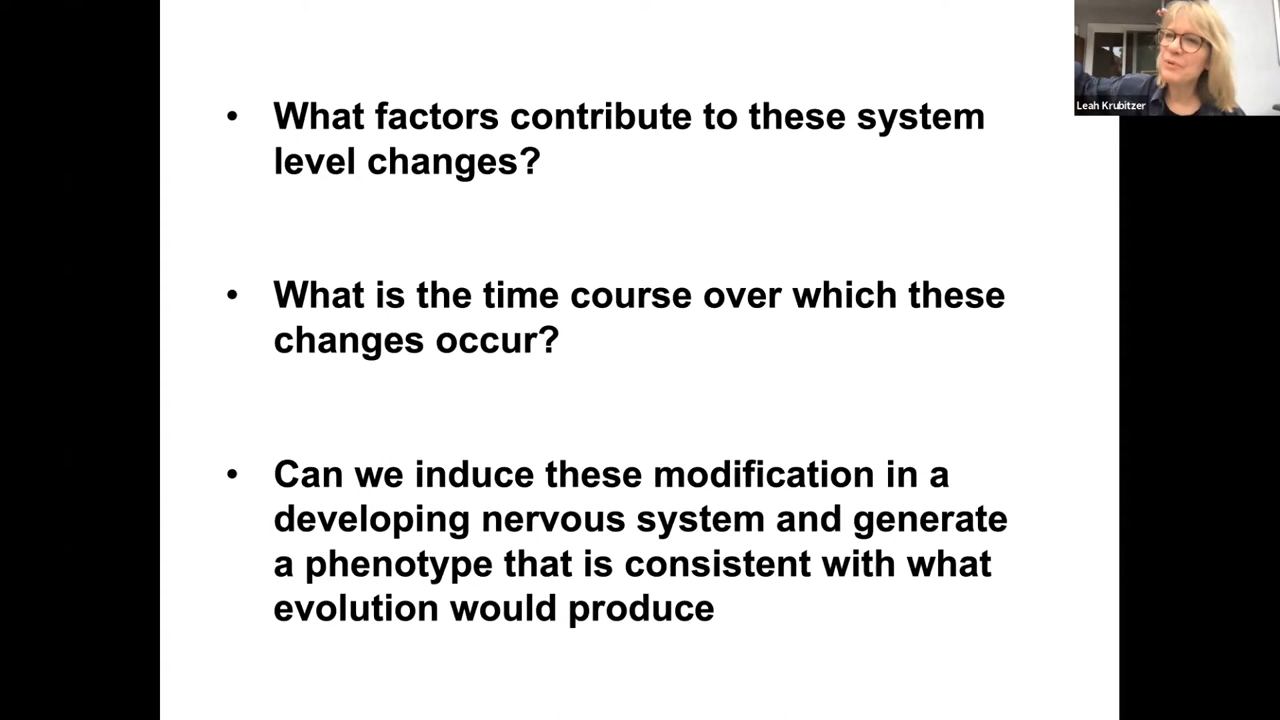 • What factors contribute to these system
level changes?
• What is the time course over which these
changes occur?
• Can we induce these modification in a
developing nervous system and generate
a phenotype that is consistent with what
evolution would produce
Leah Krubitzer